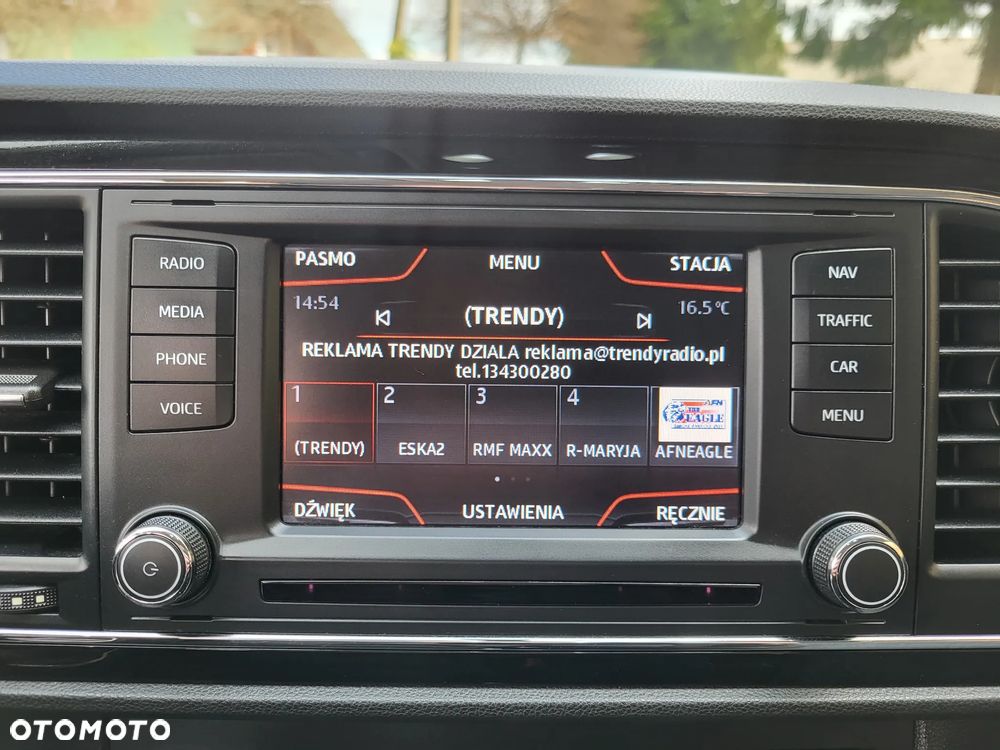 RADIO
MEDIA
PHONE
VOICE
PASMO MENU STACJA
14:54 16.5°C
(TRENDY)
REKLAMA TRENDY DZIALA reklama@trendyradio.pl
tel.134300280
1 2 3 4
AFN
EAGLE
(TRENDY) ESKA2 RMF MAXX R-MARYJA AFNEAGLE
DŹWIĘK USTAWIENIA RĘCZNIE
NAV
TRAFFIC
CAR
MENU
OTOMOTO